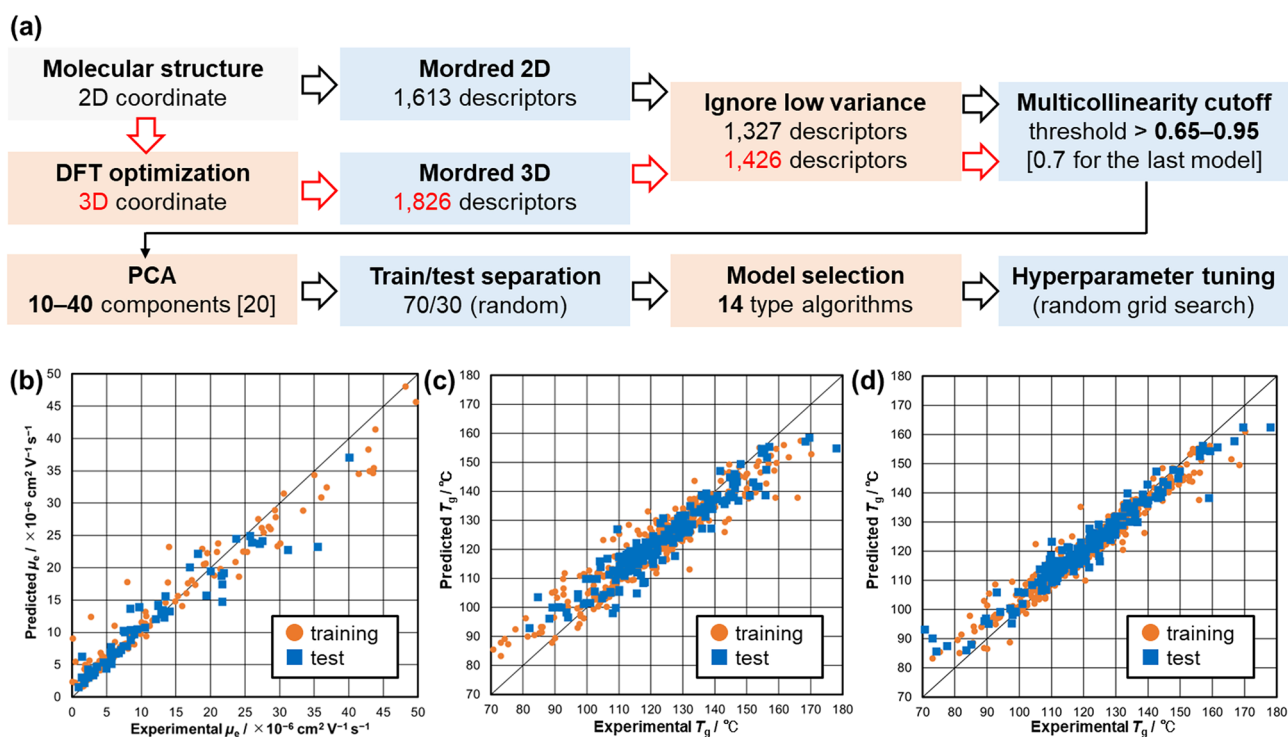 (a)
Molecular structure
2D coordinate
Mordred 2D
1,613 descriptors
Ignore low variance
1,327 descriptors
1,426 descriptors
Multicollinearity cutoff
threshold > 0.65–0.95
[0.7 for the last model]
DFT optimization
3D coordinate
Mordred 3D
1,826 descriptors
PCA
10–40 components [20]
Train/test separation
70/30 (random)
Model selection
14 type algorithms
Hyperparameter tuning
(random grid search)
(b)
Predicted μe / ×10⁻⁶ cm² V⁻¹ s⁻¹
50
45
40
35
30
25
20
15
10
5
0
training
test
0 5 10 15 20 25 30 35 40 45 50
Experimental μe / ×10⁻⁶ cm² V⁻¹ s⁻¹
(c)
Predicted Tg / °C
180
170
160
150
140
130
120
110
100
90
80
70
training
test
70 80 90 100 110 120 130 140 150 160 170 180
Experimental Tg / °C
(d)
Predicted Tg / °C
180
170
160
150
140
130
120
110
100
90
80
70
training
test
70 80 90 100 110 120 130 140 150 160 170 180
Experimental Tg / °C